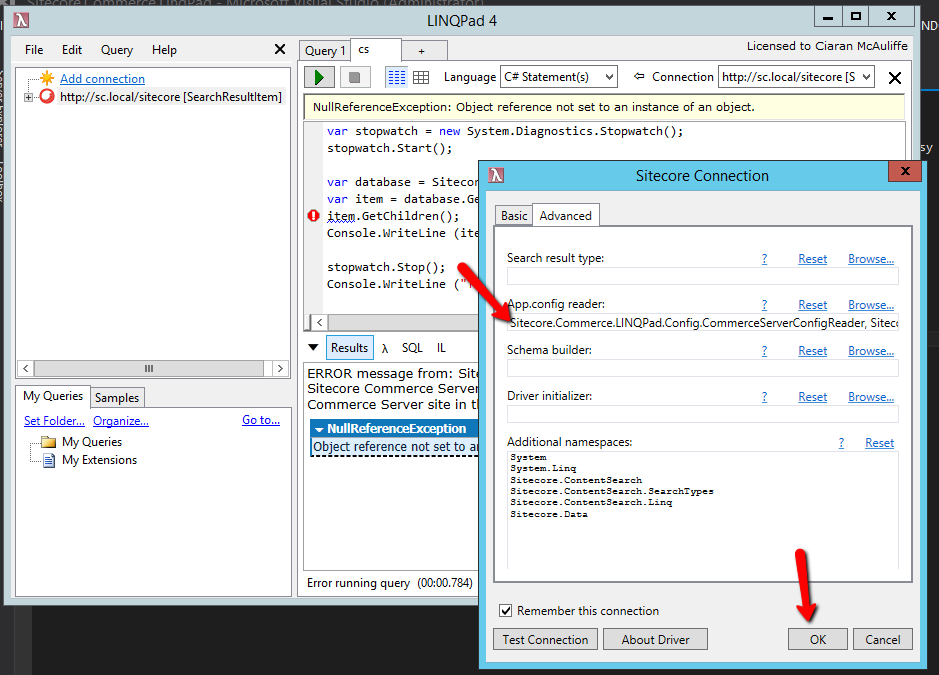 Sitecore Commerce LinqPad - Microsoft Visual Studio (Administrator)
LINQPad 4
File Edit Query Help
Query 1 cs +
Licensed to Ciaran McAuliffe
Add connection
http://sc.local/sitecore [SearchResultItem]
Language C# Statement(s) Connection http://sc.local/sitecore [S
NullReferenceException: Object reference not set to an instance of an object.
var stopwatch = new System.Diagnostics.Stopwatch();
stopwatch.Start();
var database = Sitecor
var item = database.Ge
item.GetChildren();
Console.WriteLine (ite
stopwatch.Stop();
Console.WriteLine ("
Results λ SQL IL
ERROR message from: Site
Sitecore Commerce Server
Commerce Server site in th
NullReferenceException
Object reference not set to an
Error running query (00:00.784)
My Queries Samples
Set Folder... Organize... Go to...
My Queries
My Extensions
Sitecore Connection
Basic Advanced
Search result type: ? Reset Browse...
App.config reader: ? Reset Browse...
Sitecore.Commerce.LINQPad.Config.CommerceServerConfigReader, Siteco
Schema builder: ? Reset Browse...
Driver initializer: ? Reset Browse...
Additional namespaces: ? Reset
System
System.Linq
Sitecore.ContentSearch
Sitecore.ContentSearch.SearchTypes
Sitecore.ContentSearch.Linq
Sitecore.Data
Remember this connection
Test Connection About Driver OK Cancel